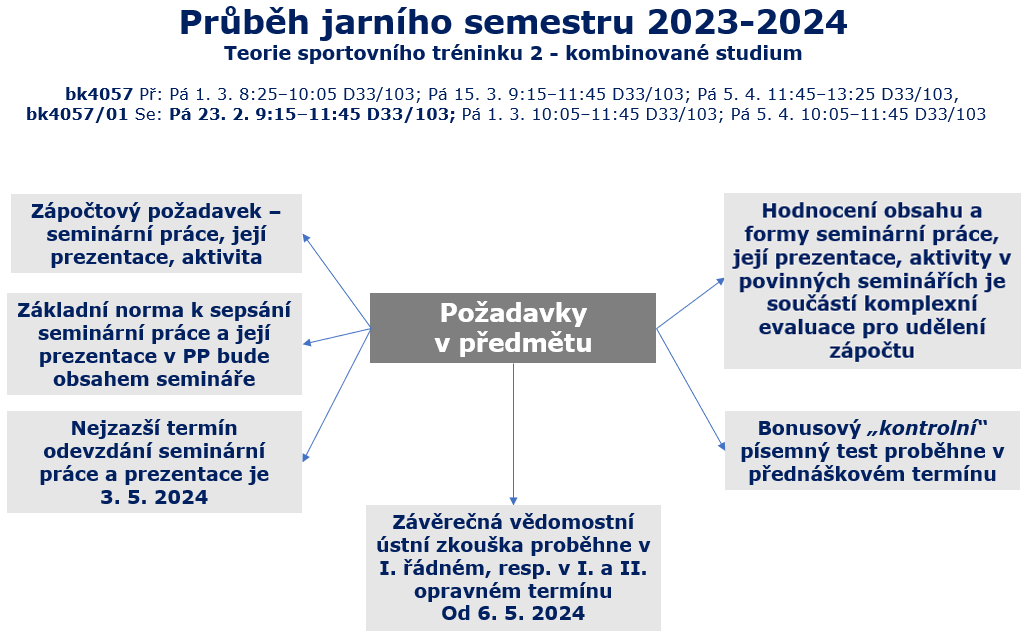 Průběh jarního semestru 2023-2024
Teorie sportovního tréninku 2 - kombinované studium
bk4057 Př: Pá 1. 3. 8:25–10:05 D33/103; Pá 15. 3. 9:15–11:45 D33/103; Pá 5. 4. 11:45–13:25 D33/103,
bk4057/01 Se: Pá 23. 2. 9:15–11:45 D33/103; Pá 1. 3. 10:05–11:45 D33/103; Pá 5. 4. 10:05–11:45 D33/103
Zápočtový požadavek –
seminární práce, její
prezentace, aktivita
Základní norma k sepsání
seminární práce a její
prezentace v PP bude
obsahem semináře
Nejzazší termín
odevzdání seminární
práce a prezentace je
3. 5. 2024
Požadavky
v předmětu
Závěrečná vědomostní
ústní zkouška proběhne v
I. řádném, resp. v I. a II.
opravném termínu
Od 6. 5. 2024
Hodnocení obsahu a
formy seminární práce,
její prezentace, aktivity v
povinných seminářích je
součástí komplexní
evaluace pro udělení
zápočtu
Bonusový „kontrolní“
písemný test proběhne v
přednáškovém termínu